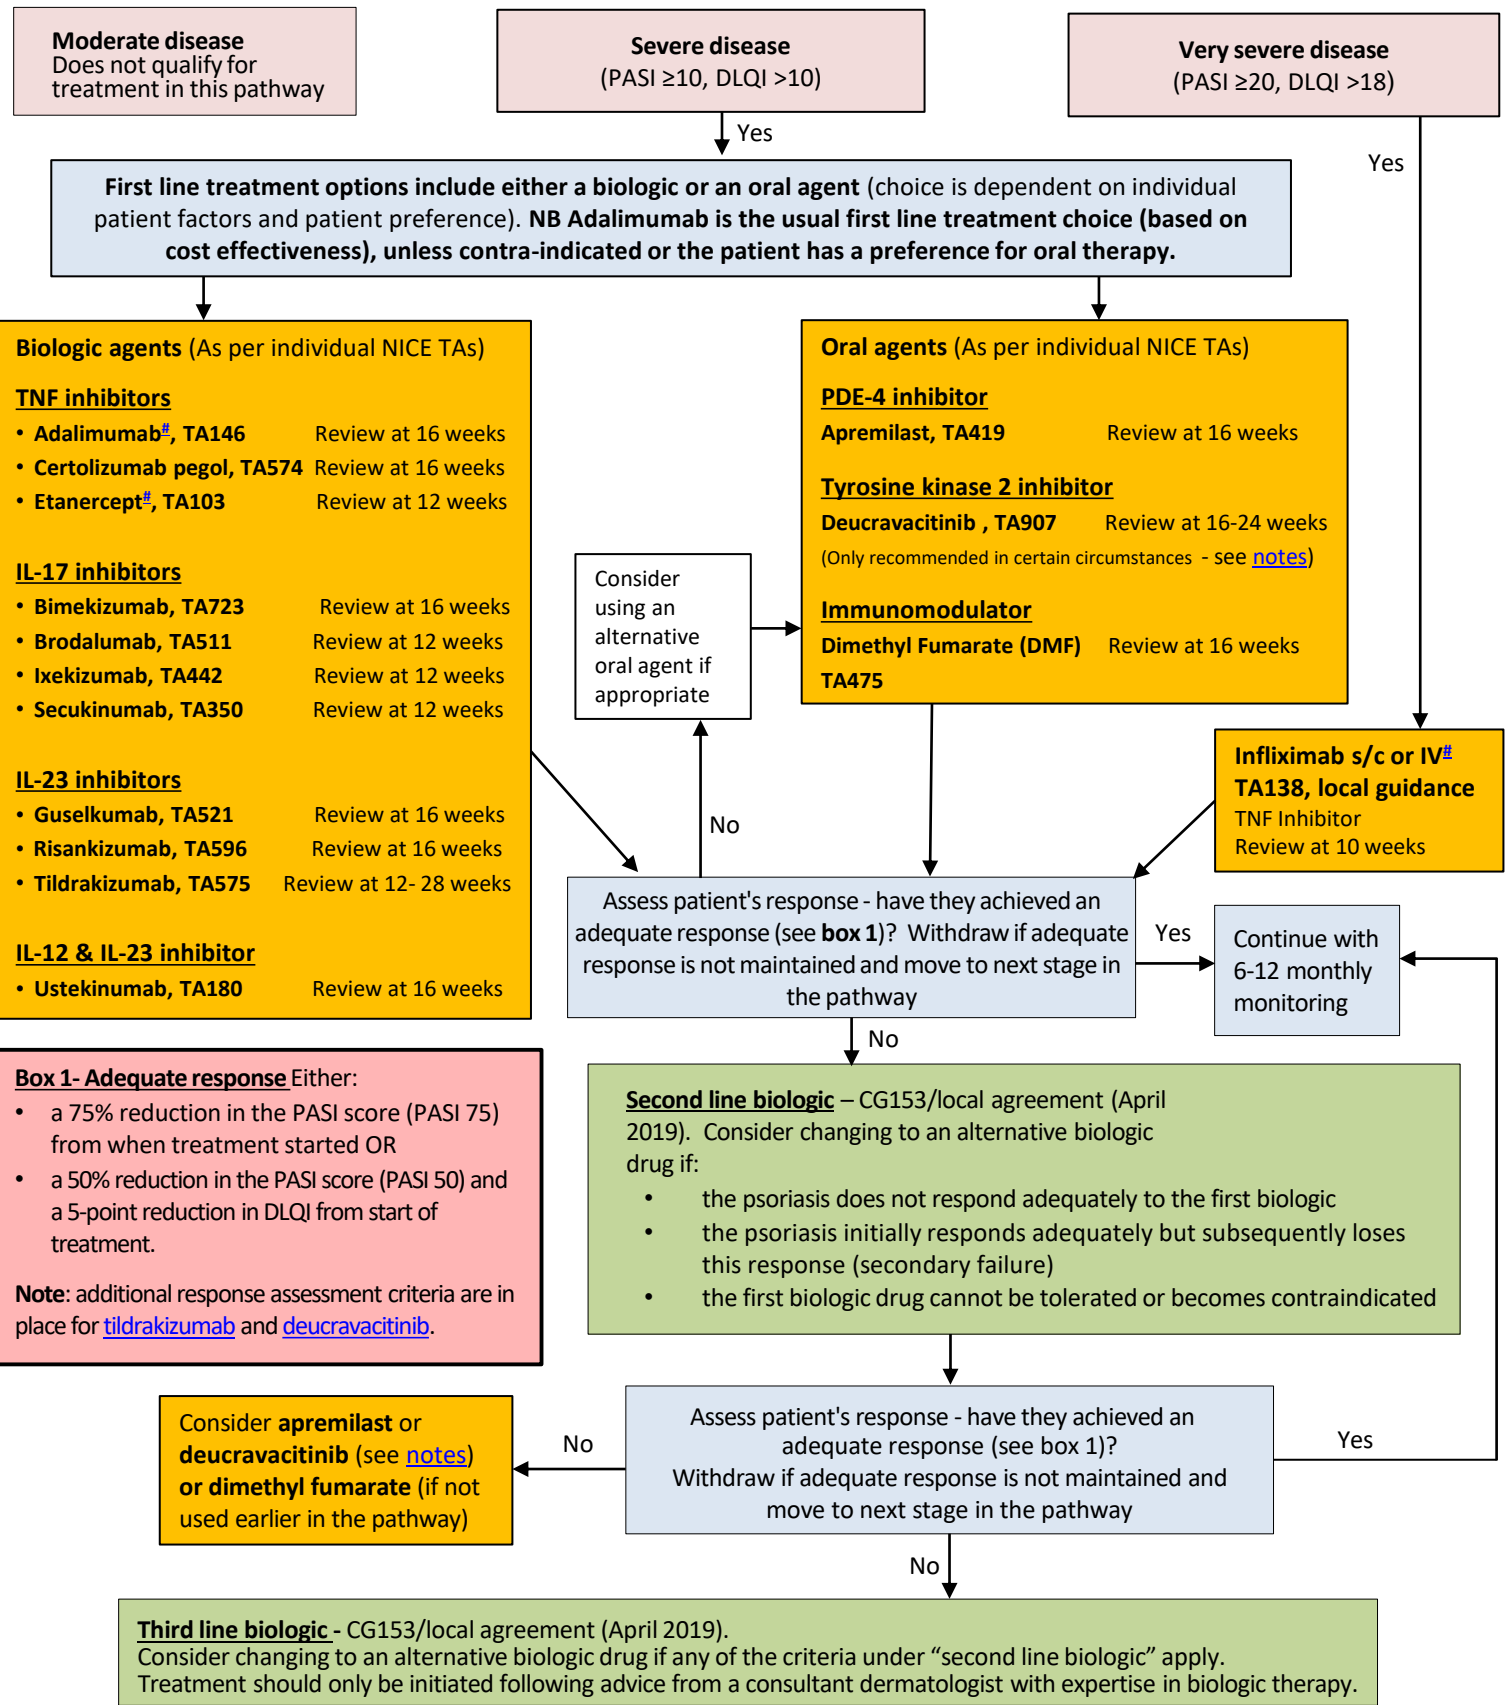 Moderate disease
Does not qualify for
treatment in this pathway
Severe disease
(PASI ≥10, DLQI >10)
Very severe disease
(PASI ≥20, DLQI >18)
Yes
Yes
First line treatment options include either a biologic or an oral agent (choice is dependent on individual
patient factors and patient preference). NB Adalimumab is the usual first line treatment choice (based on
cost effectiveness), unless contra-indicated or the patient has a preference for oral therapy.
Biologic agents (As per individual NICE TAs)
TNF inhibitors
• Adalimumab#, TA146 Review at 16 weeks
• Certolizumab pegol, TA574 Review at 16 weeks
• Etanercept#, TA103 Review at 12 weeks
IL-17 inhibitors
• Bimekizumab, TA723 Review at 16 weeks
• Brodalumab, TA511 Review at 12 weeks
• Ixekizumab, TA442 Review at 12 weeks
• Secukinumab, TA350 Review at 12 weeks
IL-23 inhibitors
• Guselkumab, TA521 Review at 16 weeks
• Risankizumab, TA596 Review at 16 weeks
• Tildrakizumab, TA575 Review at 12- 28 weeks
IL-12 & IL-23 inhibitor
• Ustekinumab, TA180 Review at 16 weeks
Oral agents (As per individual NICE TAs)
PDE-4 inhibitor
Apremilast, TA419 Review at 16 weeks
Tyrosine kinase 2 inhibitor
Deucravacitinib , TA907 Review at 16-24 weeks
(Only recommended in certain circumstances - see notes)
Immunomodulator
Dimethyl Fumarate (DMF) Review at 16 weeks
TA475
Consider
using an
alternative
oral agent if
appropriate
No
Infliximab s/c or IV#
TA138, local guidance
TNF Inhibitor
Review at 10 weeks
Assess patient's response - have they achieved an
adequate response (see box 1)? Withdraw if adequate
response is not maintained and move to next stage in
the pathway
Yes
Continue with
6-12 monthly
monitoring
No
Box 1- Adequate response Either:
• a 75% reduction in the PASI score (PASI 75)
from when treatment started OR
• a 50% reduction in the PASI score (PASI 50) and
a 5-point reduction in DLQI from start of
treatment.
Note: additional response assessment criteria are in
place for tildrakizumab and deucravacitinib.
Second line biologic – CG153/local agreement (April
2019). Consider changing to an alternative biologic
drug if:
• the psoriasis does not respond adequately to the first biologic
• the psoriasis initially responds adequately but subsequently loses
this response (secondary failure)
• the first biologic drug cannot be tolerated or becomes contraindicated
Consider apremilast or
deucravacitinib (see notes)
or dimethyl fumarate (if not
used earlier in the pathway)
No
Assess patient's response - have they achieved an
adequate response (see box 1)?
Withdraw if adequate response is not maintained and
move to next stage in the pathway
Yes
No
Third line biologic - CG153/local agreement (April 2019).
Consider changing to an alternative biologic drug if any of the criteria under “second line biologic” apply.
Treatment should only be initiated following advice from a consultant dermatologist with expertise in biologic therapy.